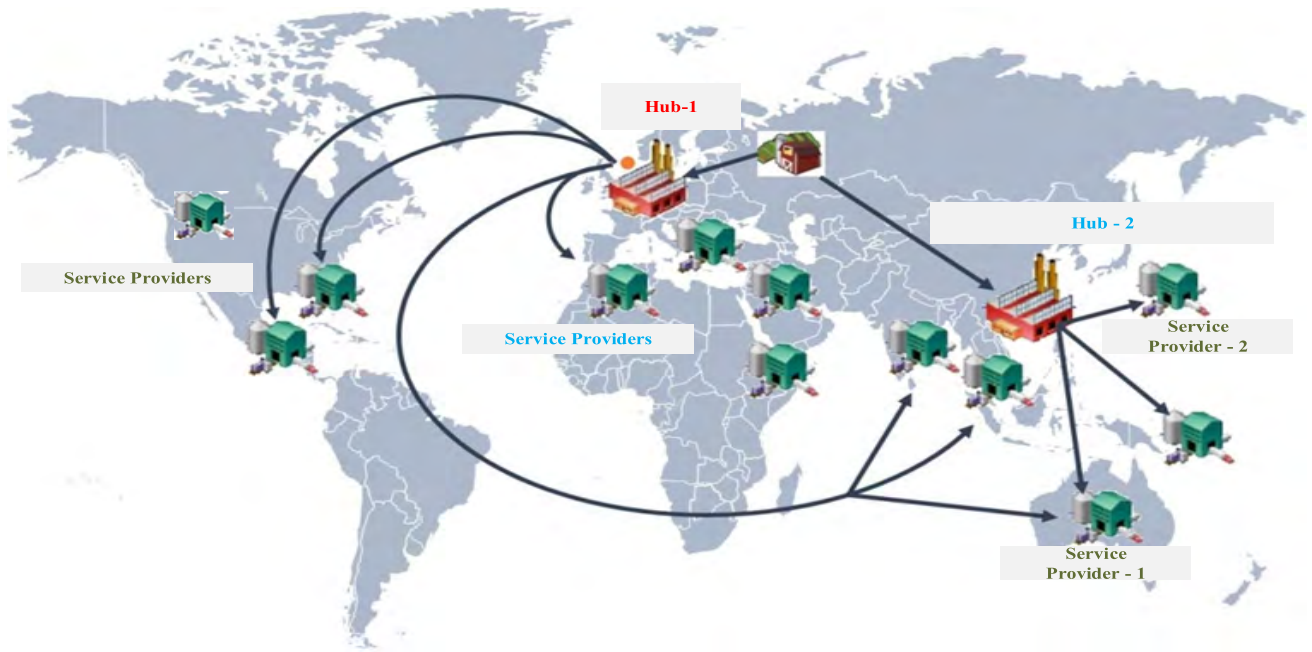 Hub-1
Hub - 2
Service Providers
Service Providers
Service
Provider - 2
Service
Provider - 1